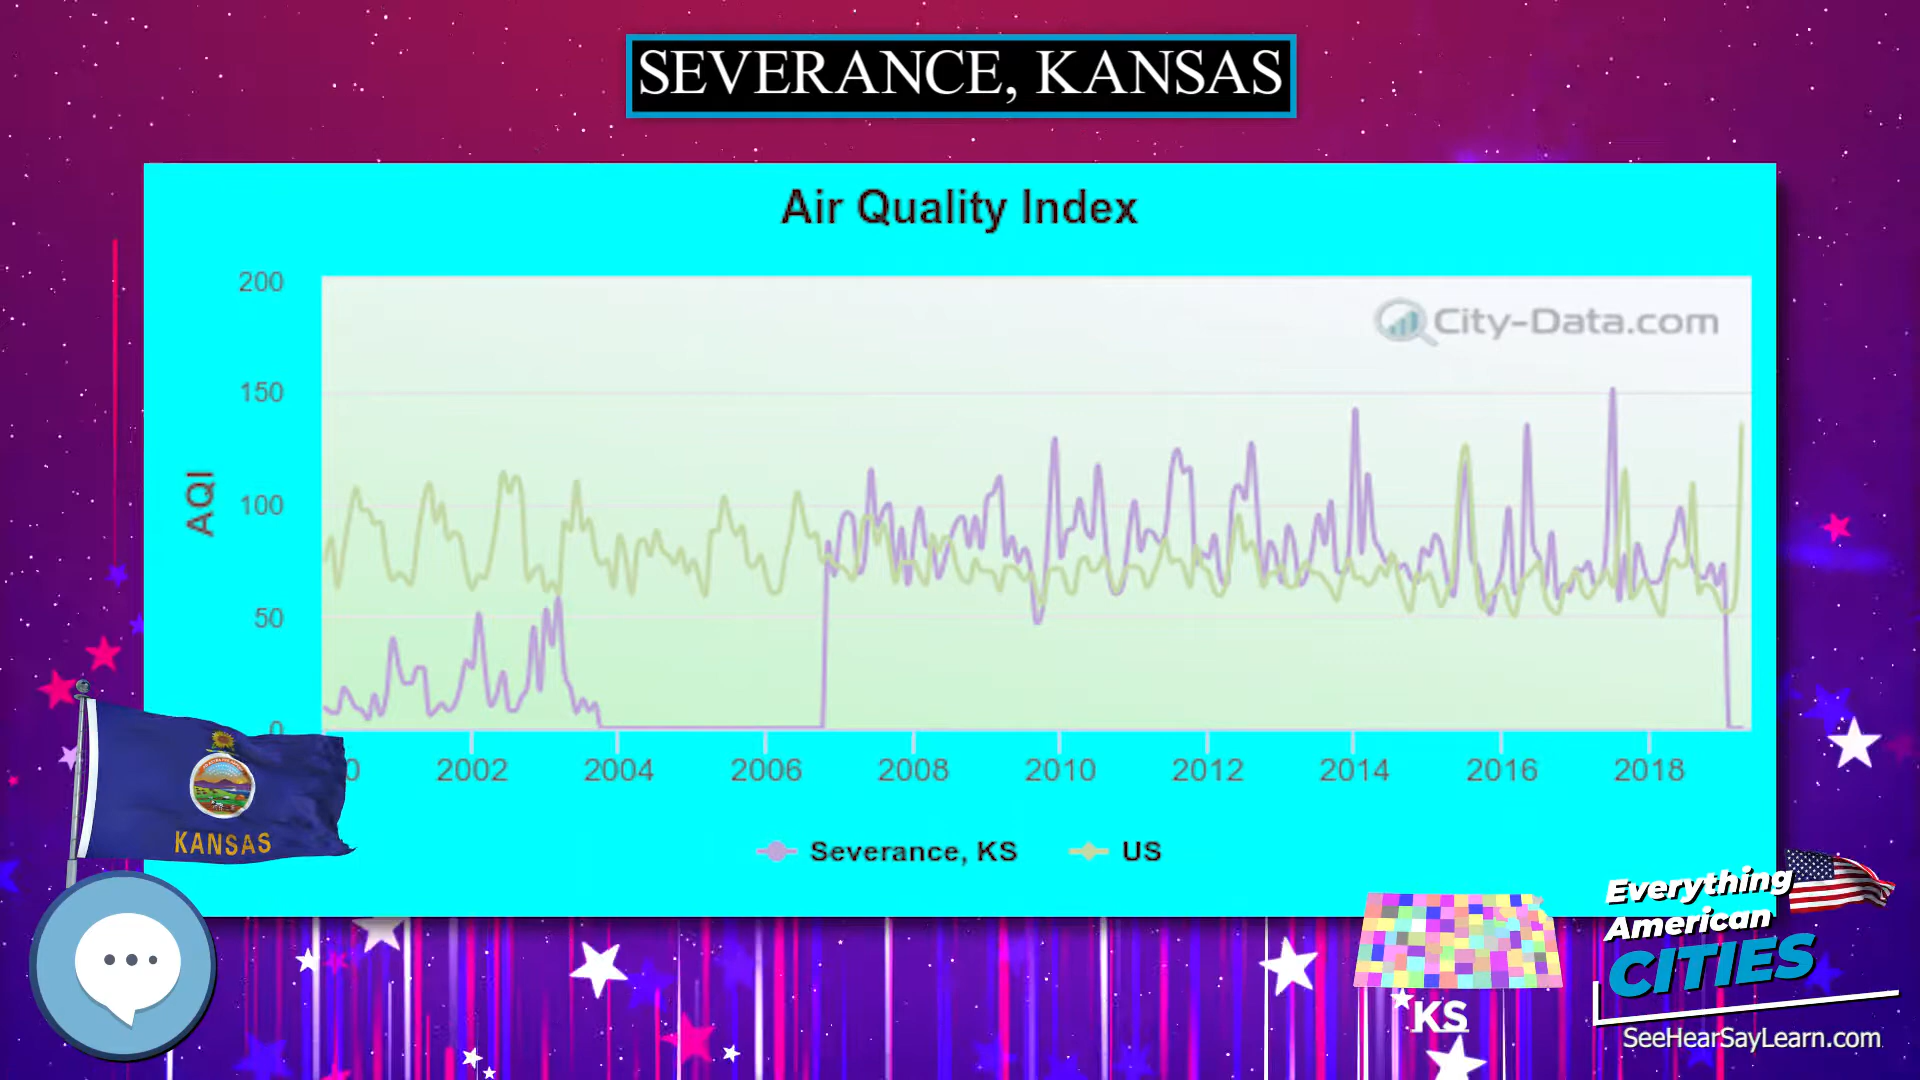 SEVERANCE, KANSAS
Air Quality Index
200
City-Data.com
150
AQI
100
50
0
0 2002 2004 2006 2008 2010 2012 2014 2016 2018
KANSAS
Severance, KS US
Everything
American
CITIES
KS
SeeHearSayLearn.com